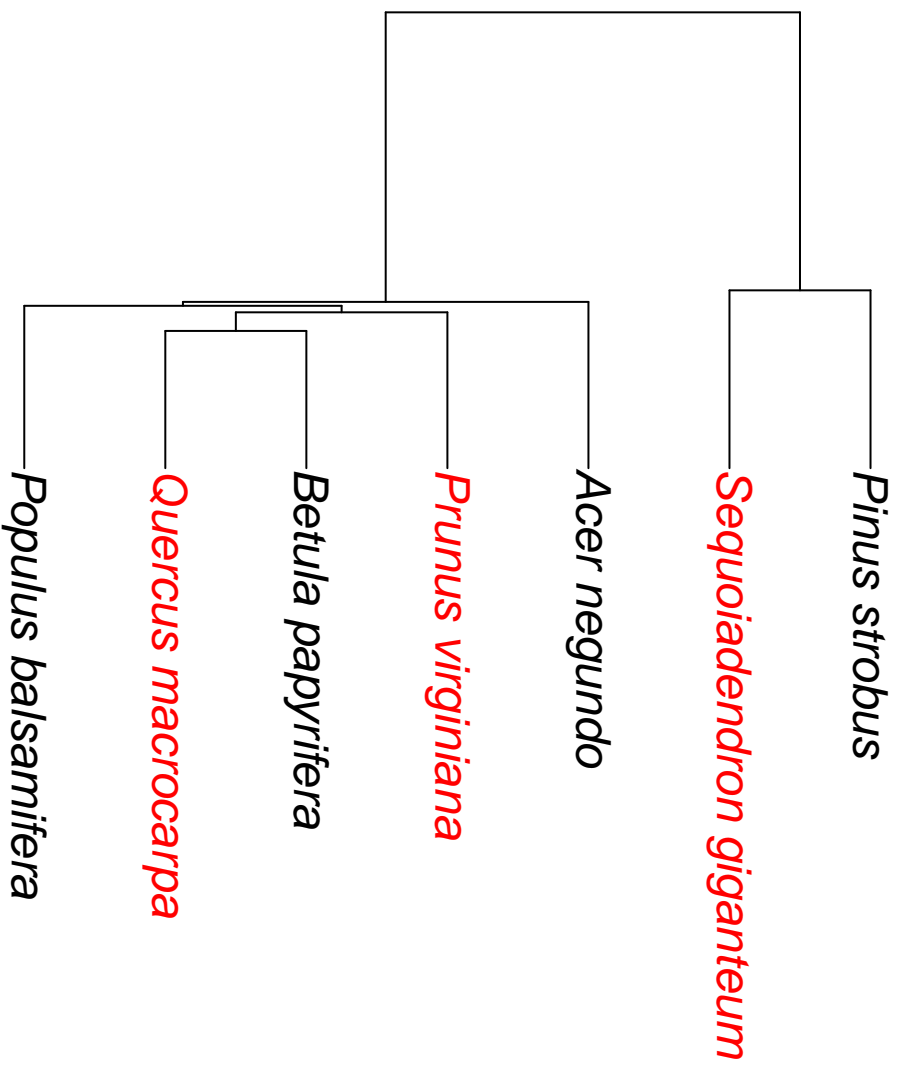 Pinus strobus
Sequoiadendron giganteum
Acer negundo
Prunus virginiana
Betula papyrifera
Quercus macrocarpa
Populus balsamifera